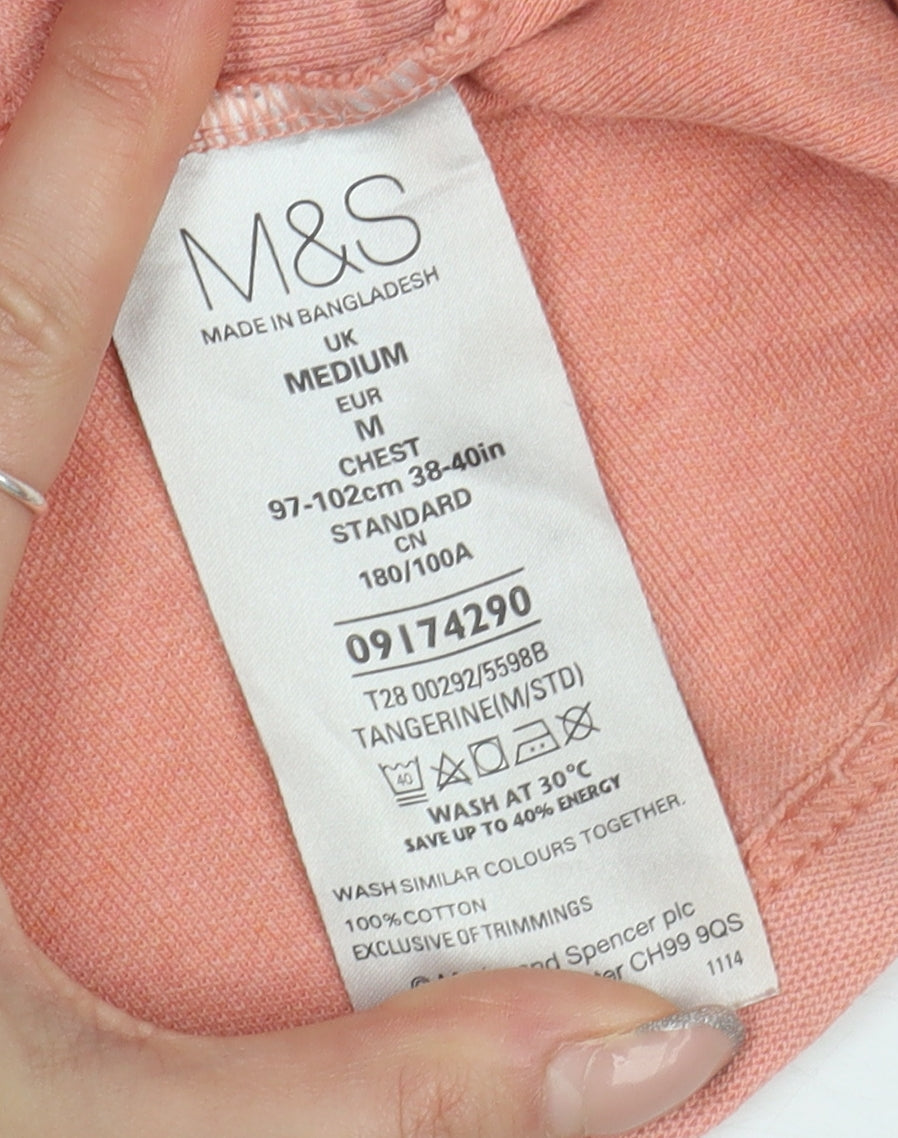 M&S
MADE IN BANGLADESH
UK
MEDIUM
EUR
M
CHEST
97-102cm 38-40in
STANDARD
CN
180/100A
09174290
T28 00292/5598B
TANGERINE(M/STD)
40
WASH AT 30°C
SAVE UP TO 40% ENERGY
WASH SIMILAR COLOURS TOGETHER.
100% COTTON
EXCLUSIVE OF TRIMMINGS
Spencer plc
CH99 9QS
1114